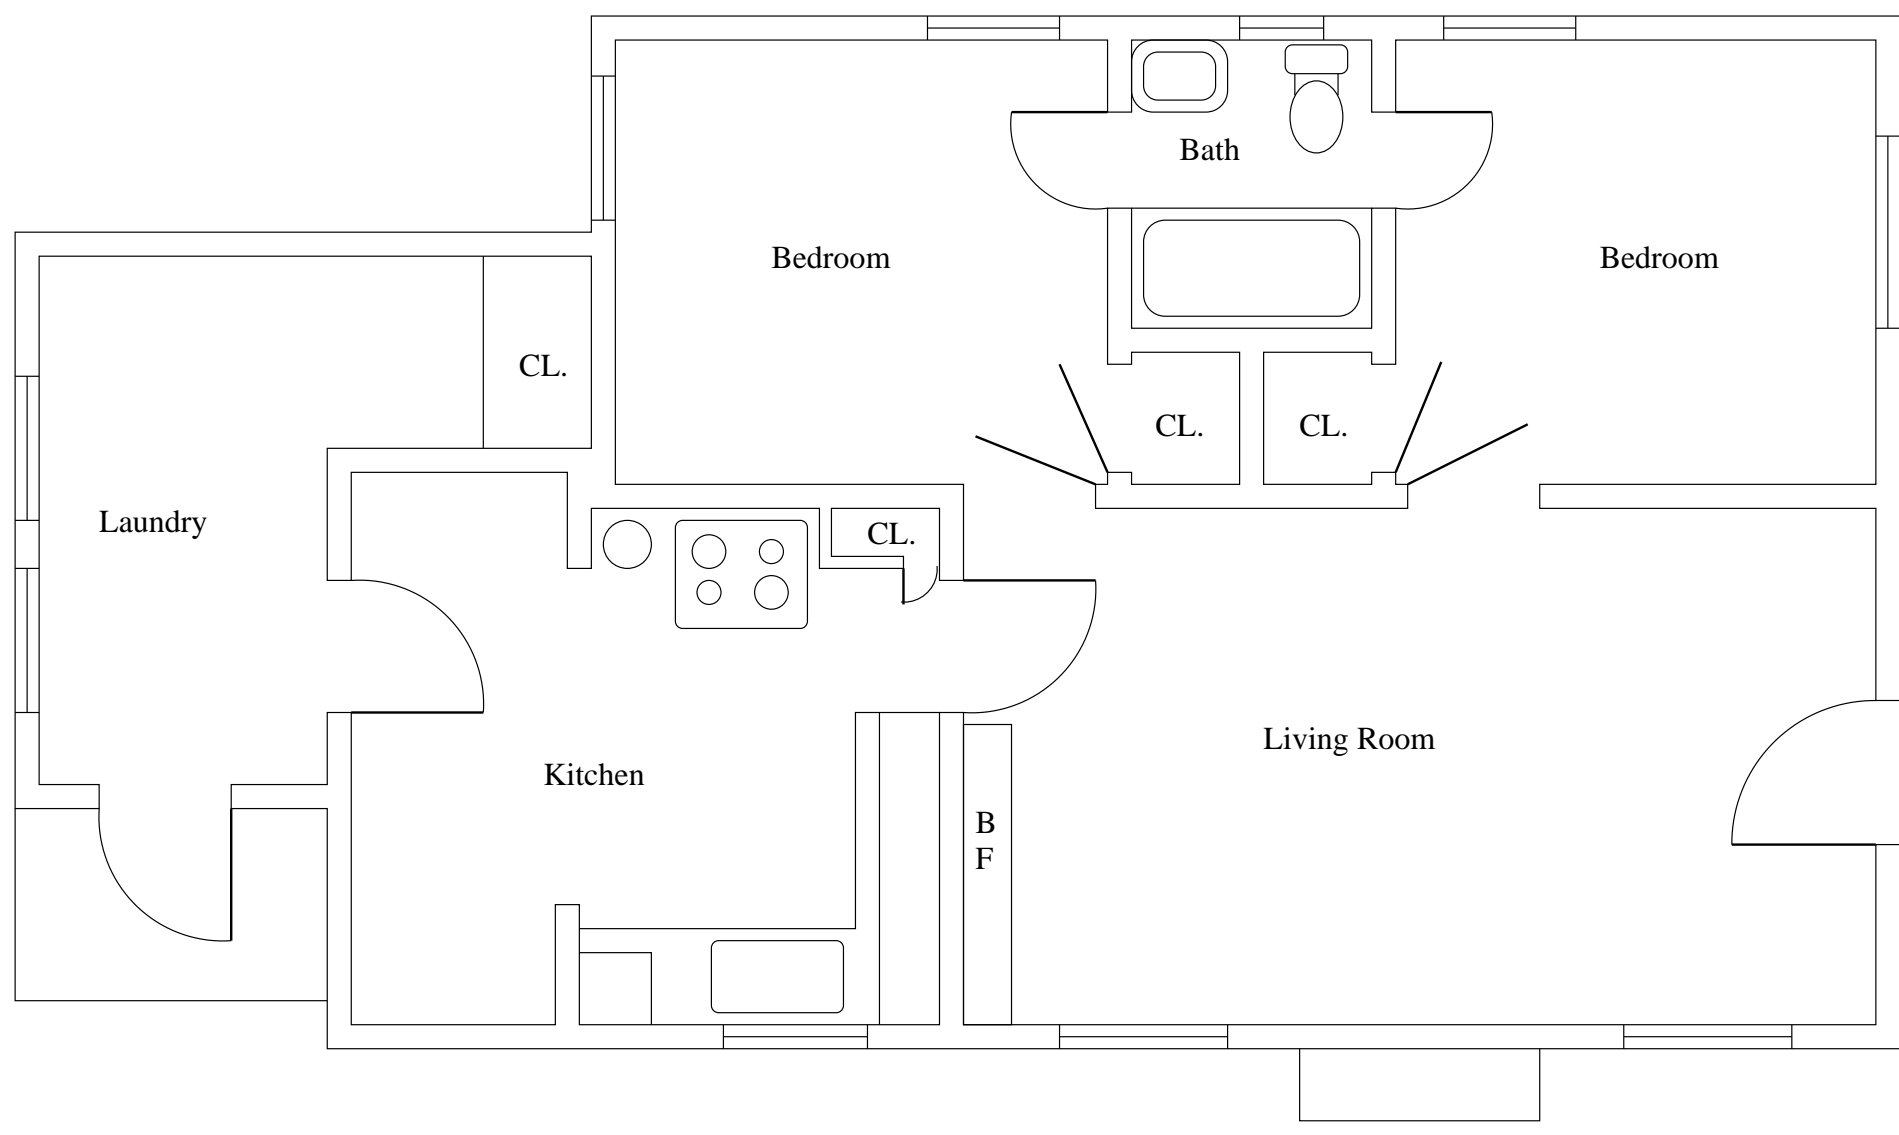 Bath
Bedroom
Bedroom
CL.
CL.
CL.
Laundry
CL.
Living Room
Kitchen
B
F